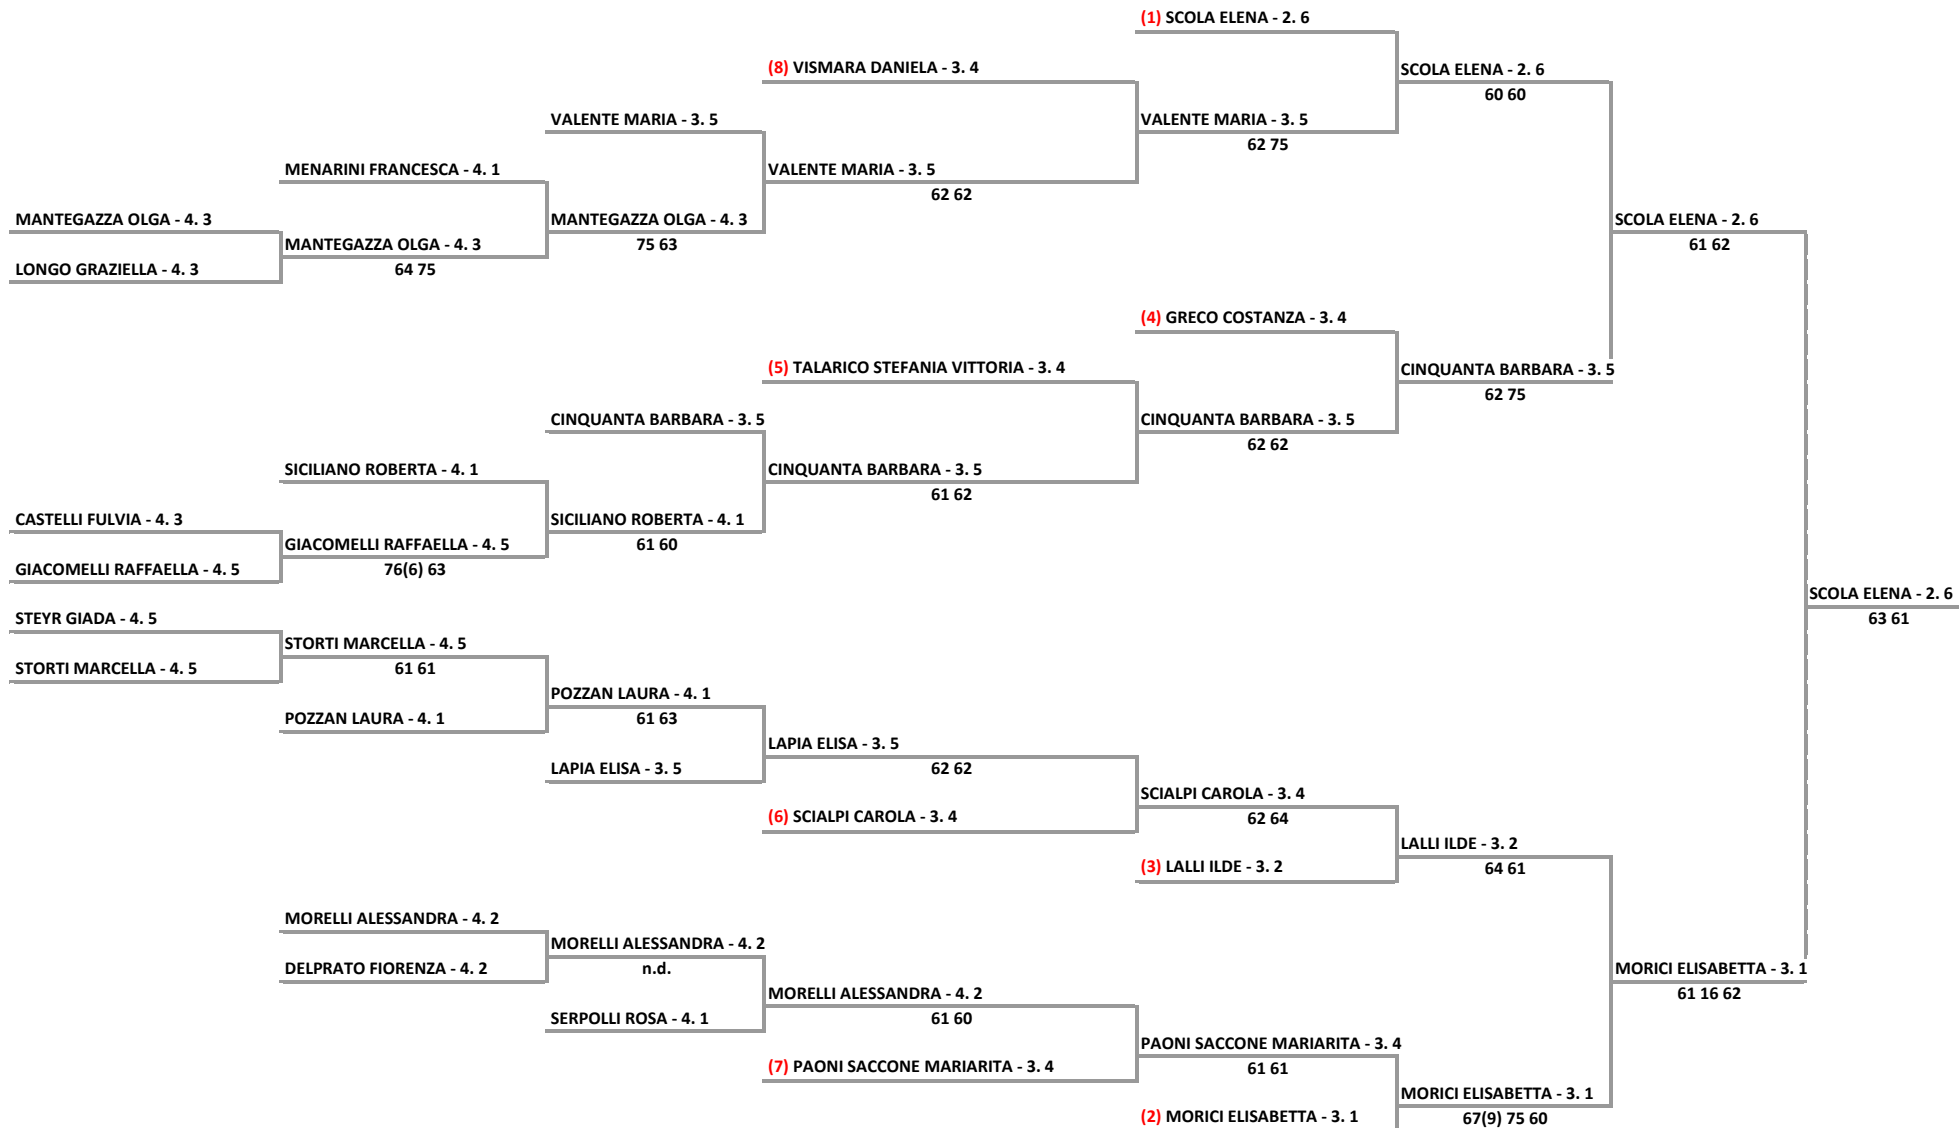 (1) SCOLA ELENA - 2. 6
(8) VISMARA DANIELA - 3. 4
SCOLA ELENA - 2. 6
60 60
VALENTE MARIA - 3. 5
VALENTE MARIA - 3. 5
62 75
MENARINI FRANCESCA - 4. 1
VALENTE MARIA - 3. 5
62 62
MANTEGAZZA OLGA - 4. 3
MANTEGAZZA OLGA - 4. 3
75 63
SCOLA ELENA - 2. 6
61 62
MANTEGAZZA OLGA - 4. 3
64 75
LONGO GRAZIELLA - 4. 3
(4) GRECO COSTANZA - 3. 4
(5) TALARICO STEFANIA VITTORIA - 3. 4
CINQUANTA BARBARA - 3. 5
62 75
CINQUANTA BARBARA - 3. 5
CINQUANTA BARBARA - 3. 5
62 62
SICILIANO ROBERTA - 4. 1
CINQUANTA BARBARA - 3. 5
61 62
CASTELLI FULVIA - 4. 3
SICILIANO ROBERTA - 4. 1
61 60
GIACOMELLI RAFFAELLA - 4. 5
76(6) 63
GIACOMELLI RAFFAELLA - 4. 5
SCOLA ELENA - 2. 6
63 61
STEYR GIADA - 4. 5
STORTI MARCELLA - 4. 5
61 61
STORTI MARCELLA - 4. 5
POZZAN LAURA - 4. 1
61 63
POZZAN LAURA - 4. 1
LAPIA ELISA - 3. 5
62 62
LAPIA ELISA - 3. 5
SCIALPI CAROLA - 3. 4
62 64
(6) SCIALPI CAROLA - 3. 4
LALLI ILDE - 3. 2
64 61
(3) LALLI ILDE - 3. 2
MORELLI ALESSANDRA - 4. 2
MORELLI ALESSANDRA - 4. 2
n.d.
DELPRATO FIORENZA - 4. 2
MORICI ELISABETTA - 3. 1
61 16 62
MORELLI ALESSANDRA - 4. 2
61 60
SERPOLLI ROSA - 4. 1
PAONI SACCONE MARIARITA - 3. 4
61 61
(7) PAONI SACCONE MARIARITA - 3. 4
MORICI ELISABETTA - 3. 1
67(9) 75 60
(2) MORICI ELISABETTA - 3. 1